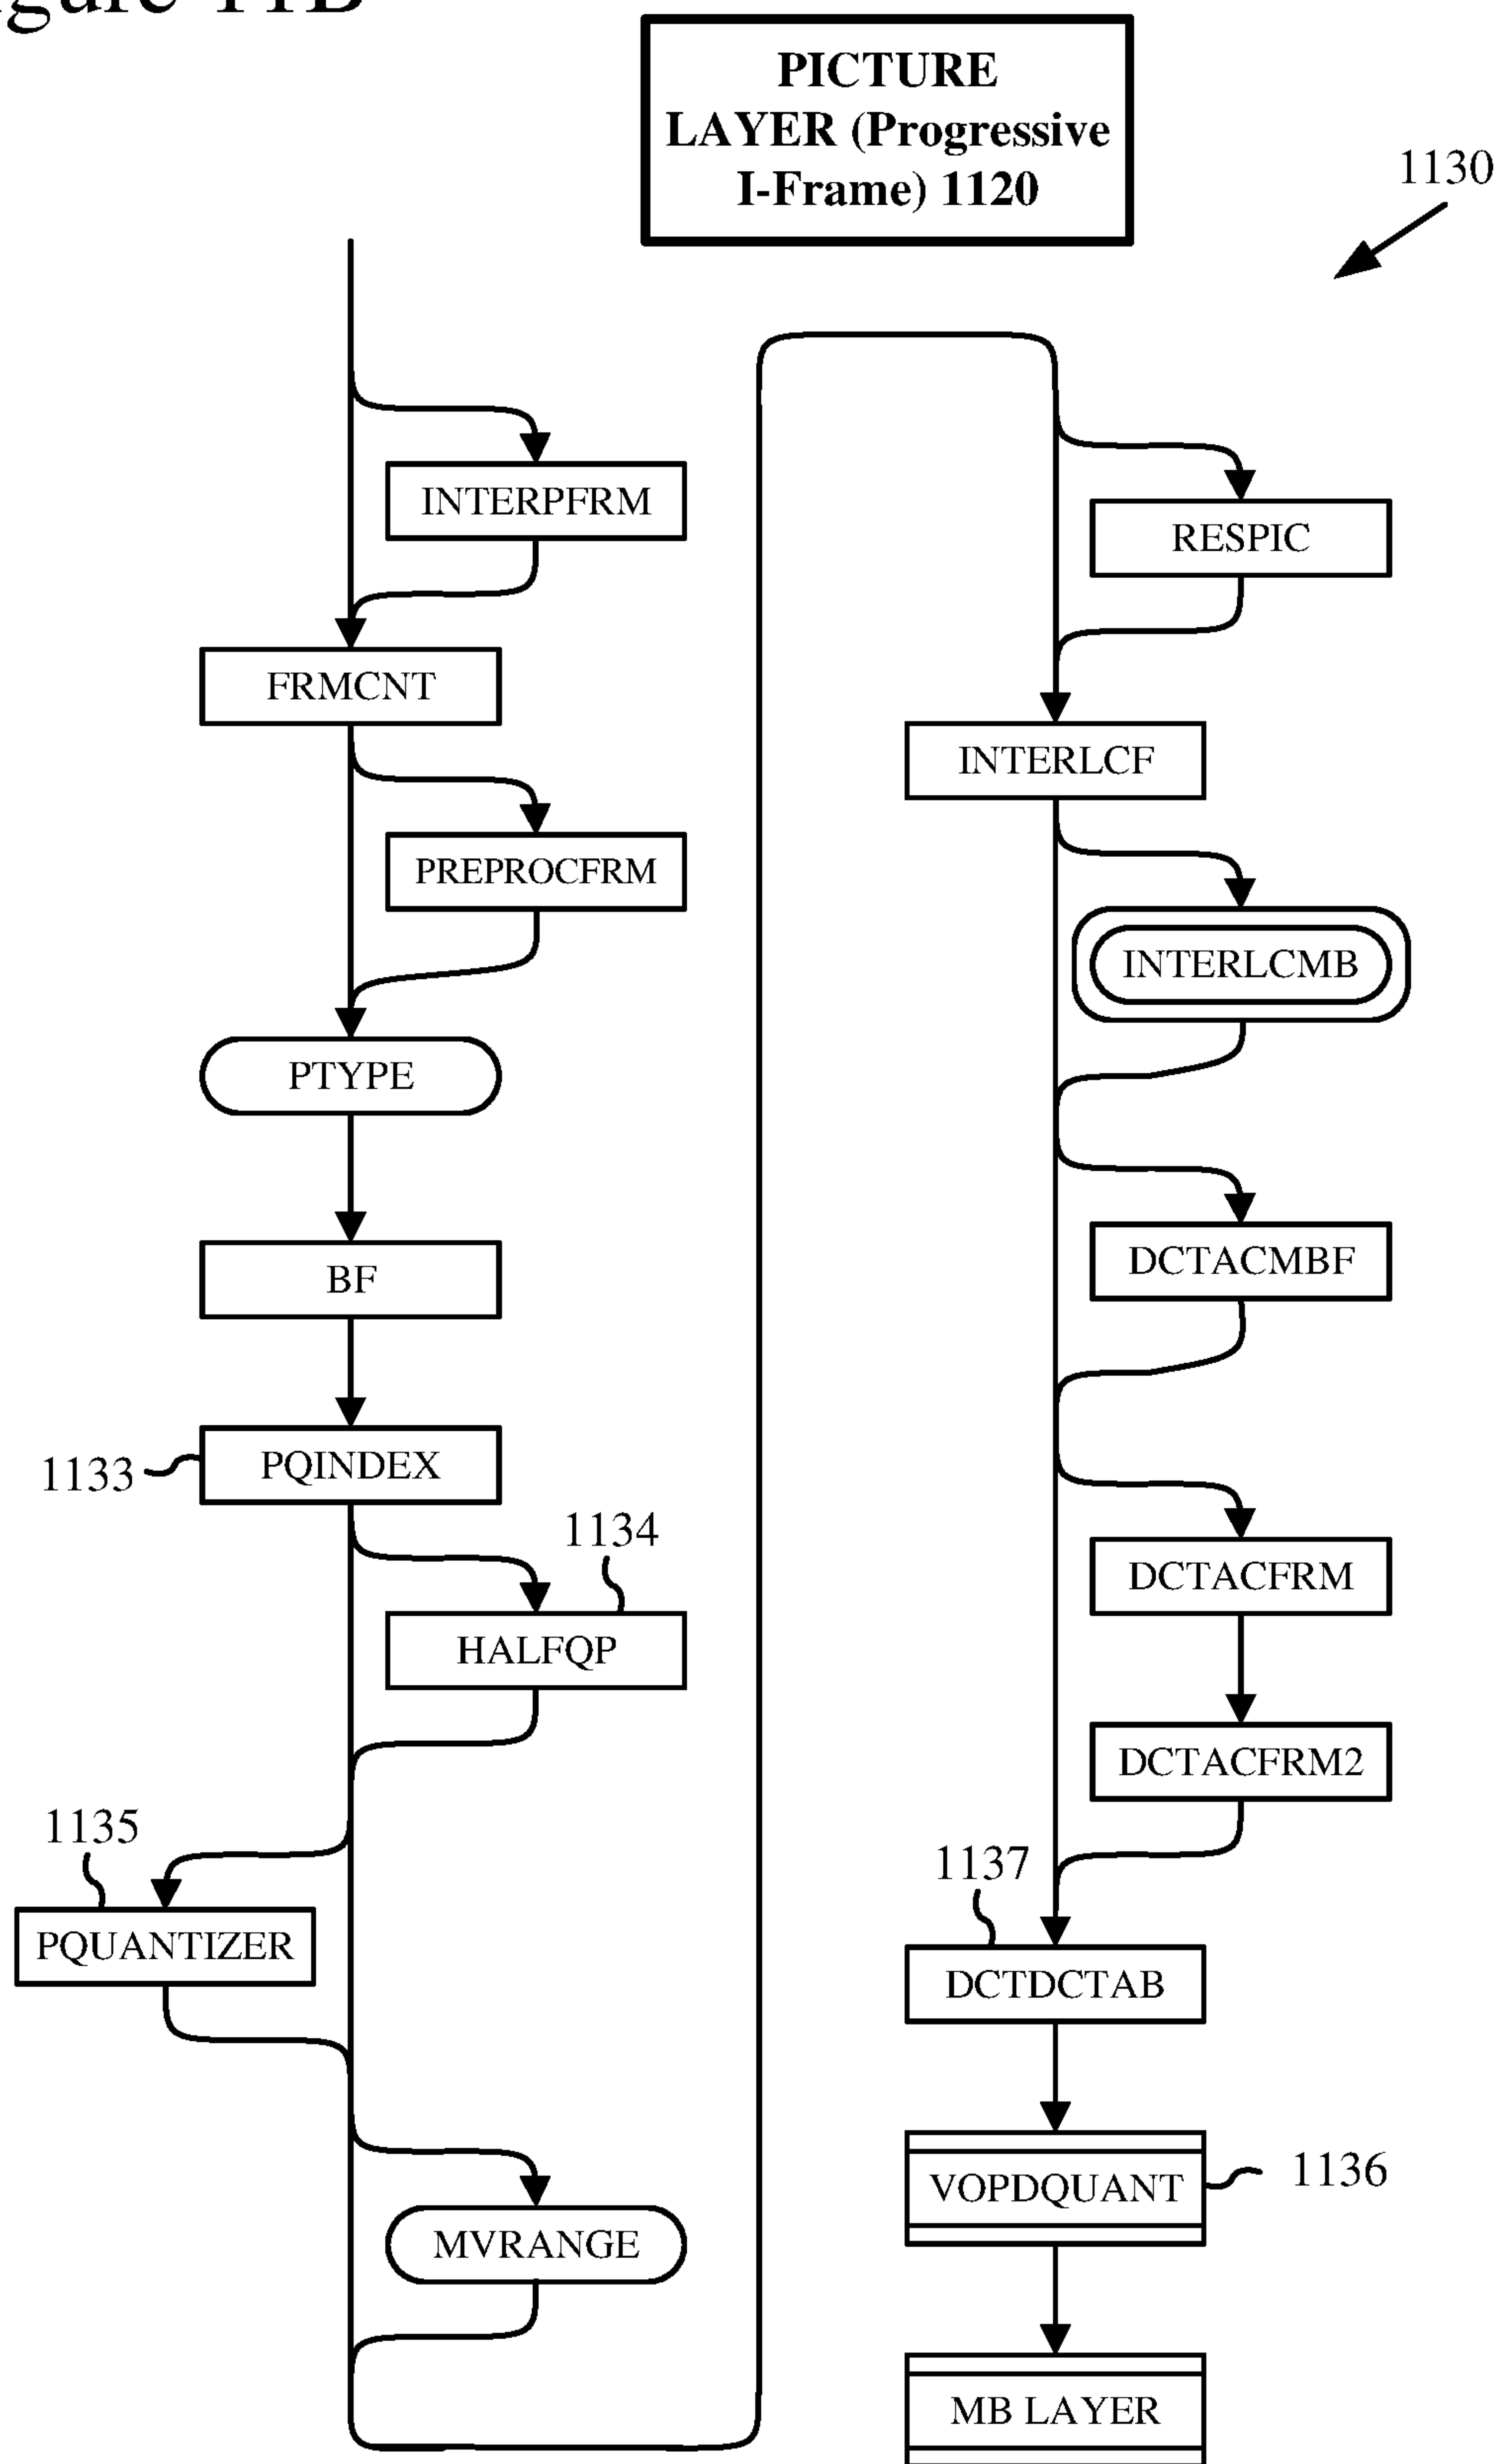 PICTURE
LAYER (Progressive
I-Frame) 1120
1130
INTERPFRM
FRMCNT
PREPROCFRM
PTYPE
BF
1133
PQINDEX
1134
HALFQP
1135
PQUANTIZER
MVRANGE
RESPIC
INTERLCF
INTERLCMB
DCTACMBF
DCTACFRM
DCTACFRM2
1137
DCTDCTAB
VOPDQUANT
1136
MB LAYER